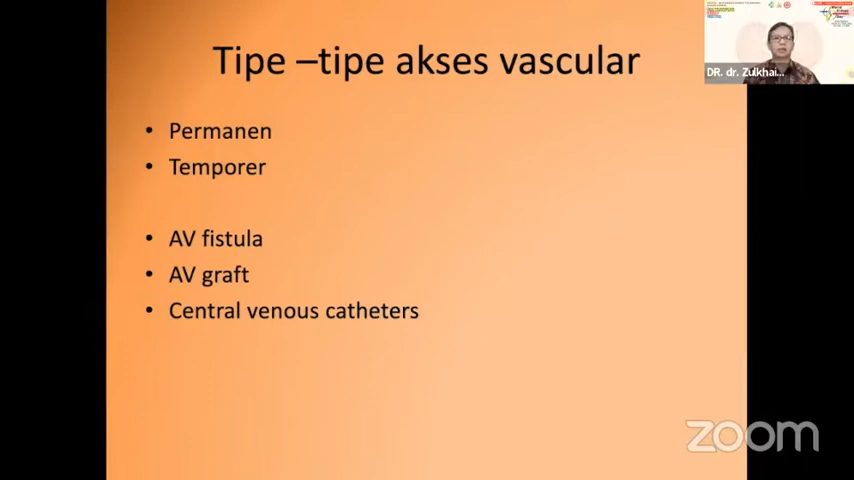 Tipe –tipe akses vascular
• Permanen
• Temporer
• AV fistula
• AV graft
• Central venous catheters
DR. dr. Zulkhai...
zoom